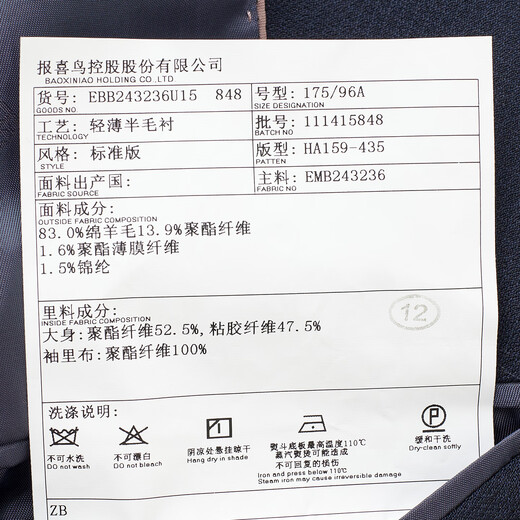 报喜鸟控股股份有限公司
BAOXINIAO HOLDING CO.,LTD
货号: EBB243236U15 848 号型: 175/96A
GOODS NO SIZE DESIGNATION
工艺: 轻薄半毛衬 批号: 111415848
TECHNOLOGY BATCH NO
风格: 标准版 版型: HA159-435
STYLE PATTEN
面料出产国: 主料: EMB243236
FABRIC SOURCE FABRIC NO
面料成分:
OUTSIDE FABRIC COMPOSITION
83.0%绵羊毛13.9%聚酯纤维
1.6%聚酯薄膜纤维
1.5%锦纶
里料成分:
INSIDE FABRIC COMPOSITION
12
大身: 聚酯纤维52.5%, 粘胶纤维47.5%
袖里布: 聚酯纤维100%
洗涤说明:
P
不可水洗 不可漂白 阴凉处悬挂晾干 熨斗底板最高温度110℃ 缓和干洗
Do not wash Do not bleach Hang dry in shade 蒸汽熨烫可能造成 Dry-clean softly
不可回复的损伤
Iron and press below 110℃
Steam iron may cause irreversible damage
ZB